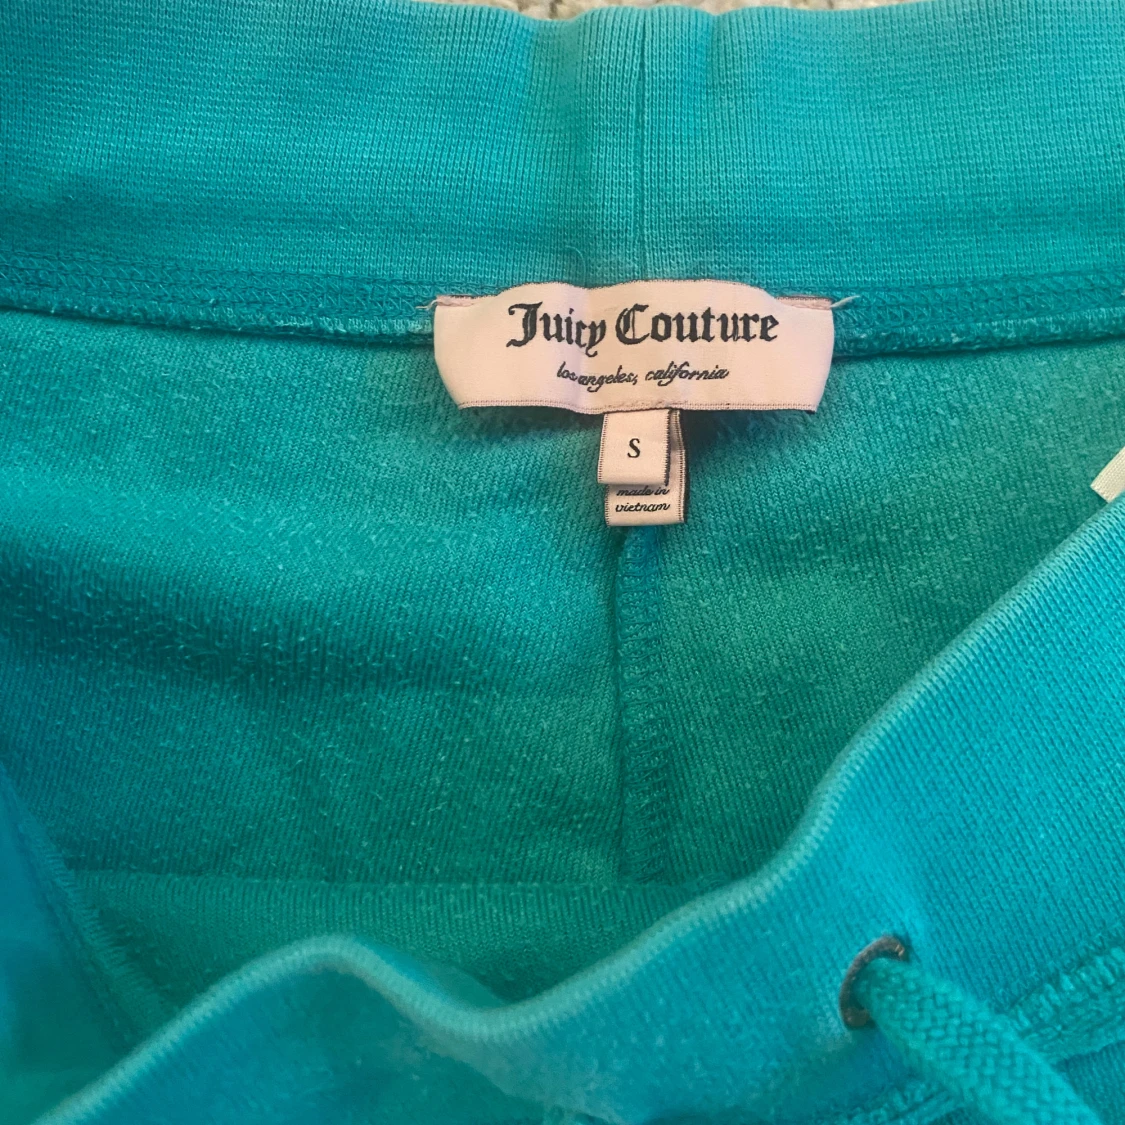 Juicy Couture
los angeles, california
S
made in
vietnam